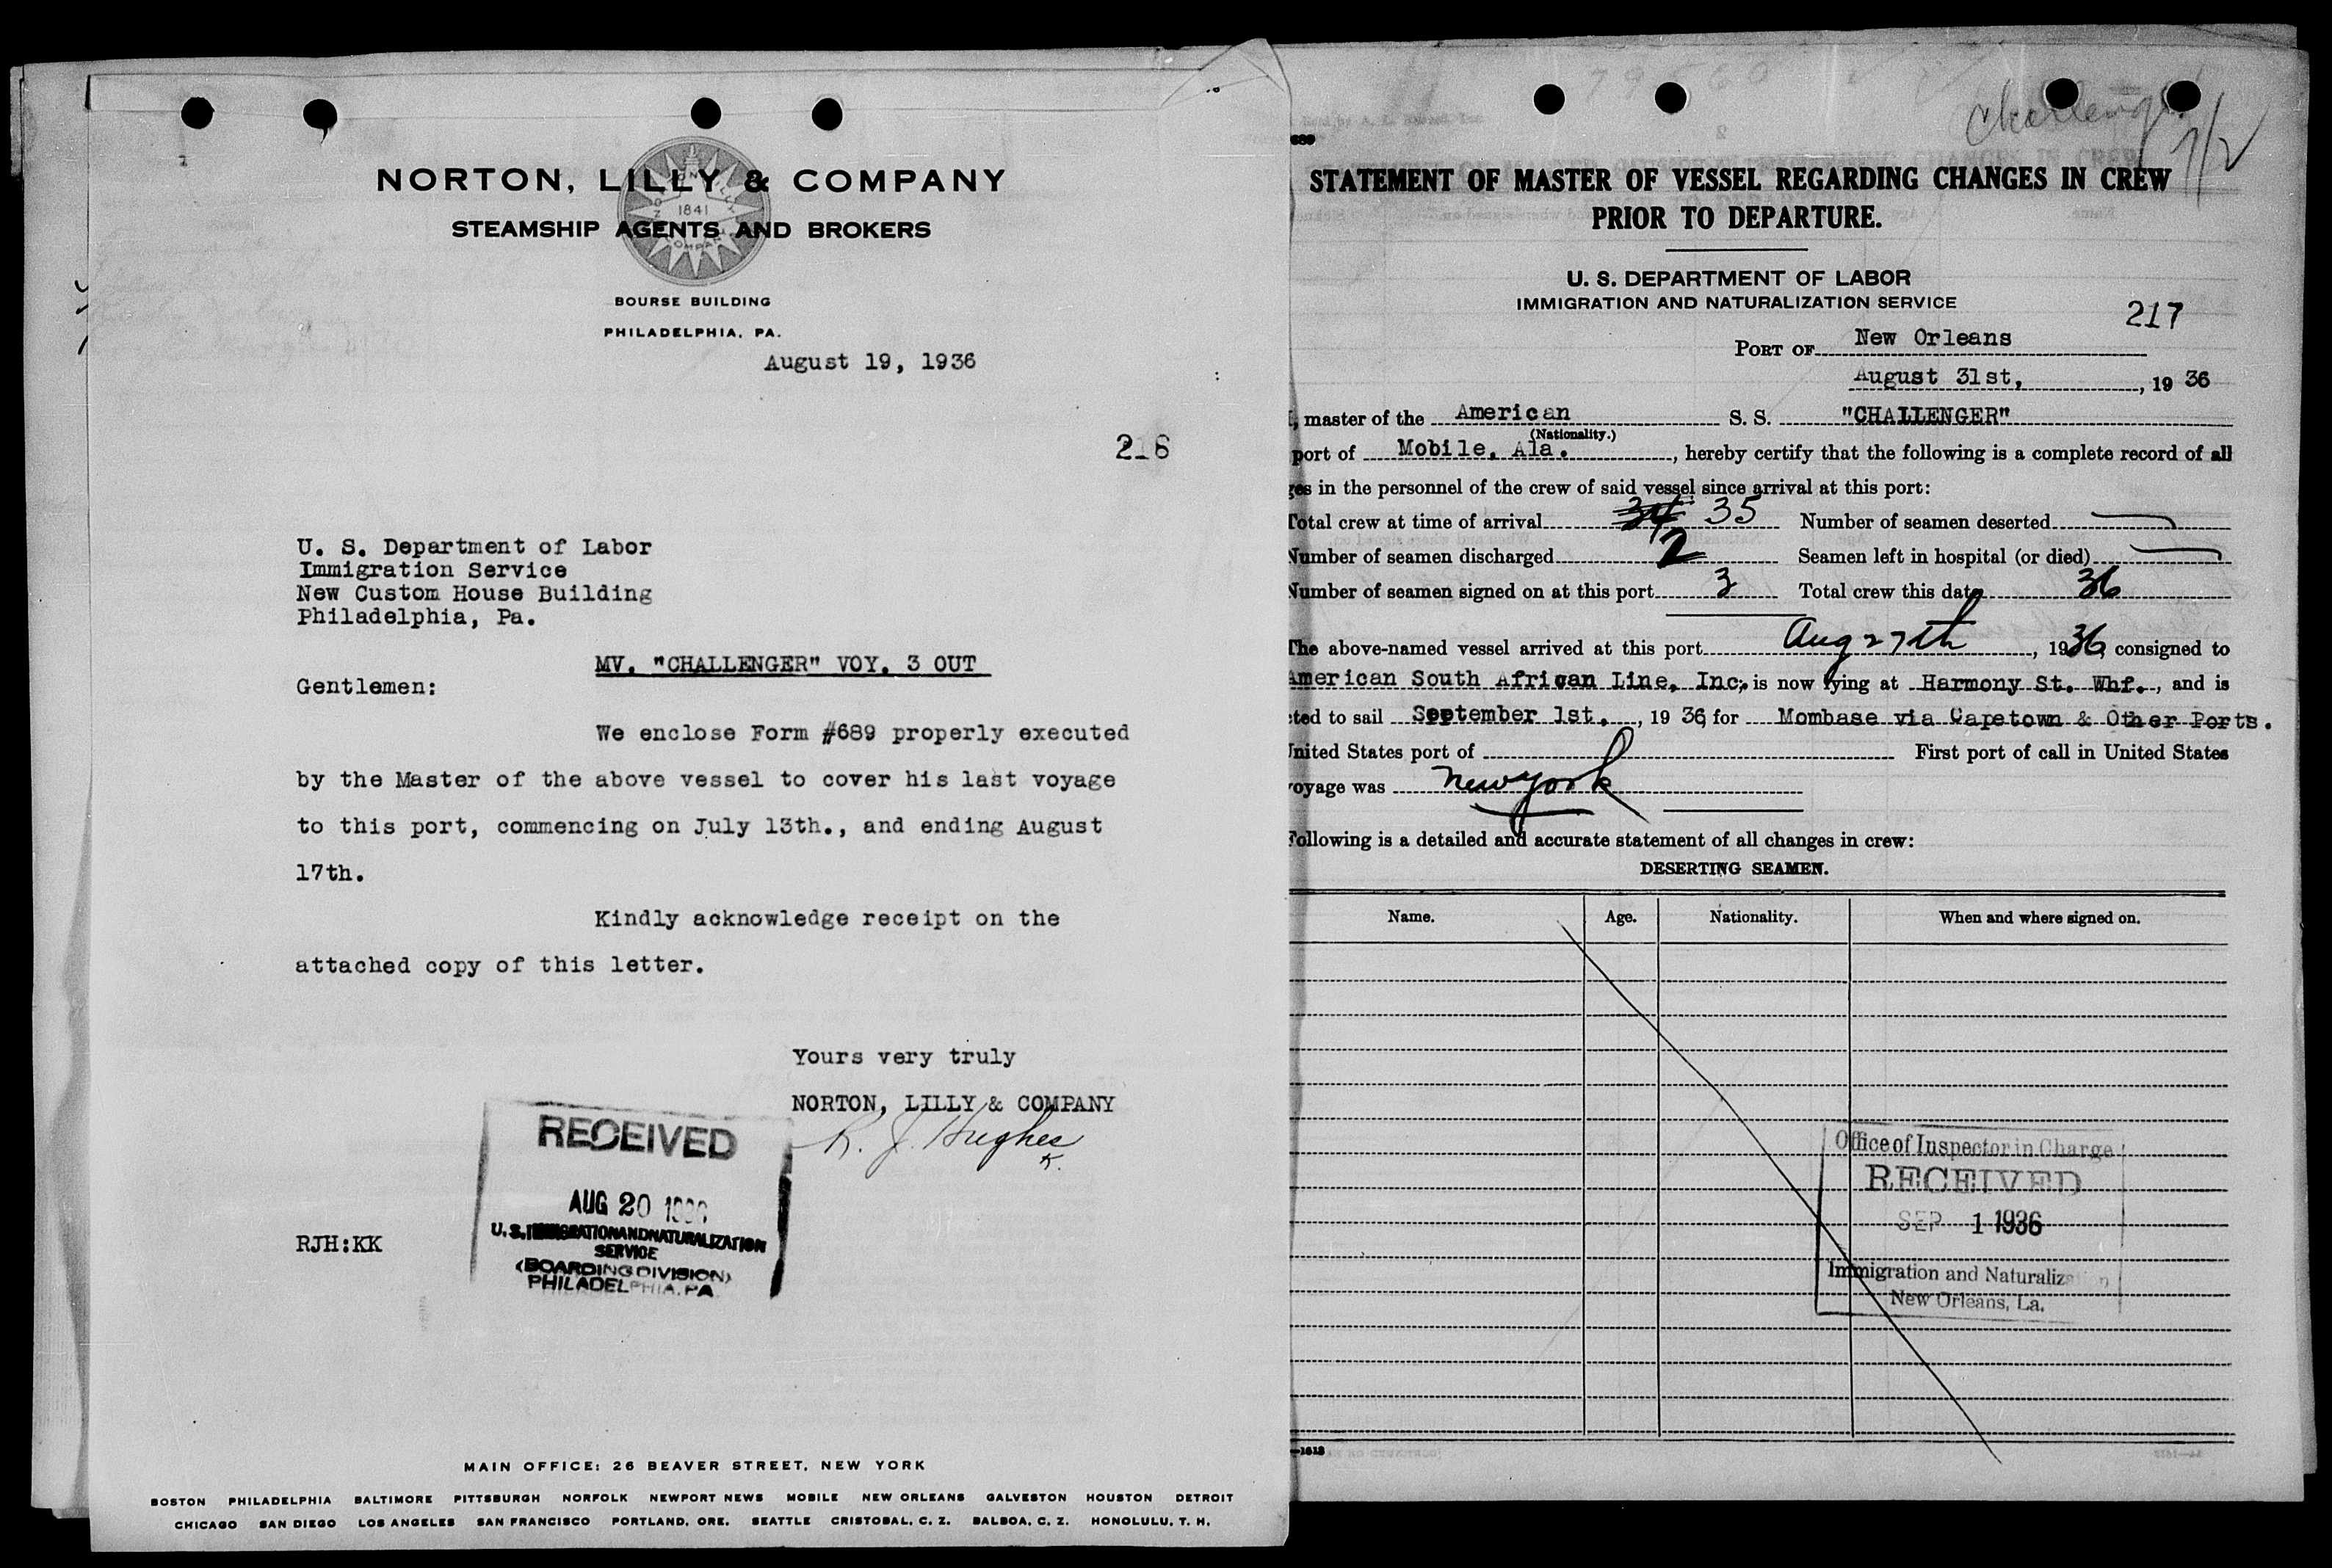 NORTON, LILLY & COMPANY
STEAMSHIP AGENTS AND BROKERS
1841
BOURSE BUILDING
PHILADELPHIA, PA.
August 19, 1936
216
U. S. Department of Labor
Immigration Service
New Custom House Building
Philadelphia, Pa.
MV. "CHALLENGER" VOY. 3 OUT
Gentlemen:
We enclose Form #689 properly executed
by the Master of the above vessel to cover his last voyage
to this port, commencing on July 13th., and ending August
17th.
Kindly acknowledge receipt on the
attached copy of this letter.
Yours very truly
NORTON, LILLY & COMPANY
R. J. Hughes
K.
RECEIVED
AUG 20 1936
U. S. IMMIGRATION AND NATURALIZATION
SERVICE
(BOARDING DIVISION)
PHILADELPHIA, PA
RJH:KK
MAIN OFFICE: 26 BEAVER STREET, NEW YORK
BOSTON PHILADELPHIA BALTIMORE PITTSBURGH NORFOLK NEWPORT NEWS MOBILE NEW ORLEANS GALVESTON HOUSTON DETROIT
CHICAGO SAN DIEGO LOS ANGELES SAN FRANCISCO PORTLAND, ORE. SEATTLE CRISTOBAL, C. Z. BALBOA, C. Z. HONOLULU, T. H.
689
STATEMENT OF MASTER OF VESSEL REGARDING CHANGES IN CREW
PRIOR TO DEPARTURE.
U. S. DEPARTMENT OF LABOR
IMMIGRATION AND NATURALIZATION SERVICE
217
PORT OF New Orleans
August 31st, , 19 36
I, master of the American S. S. "CHALLENGER"
(Nationality.)
port of Mobile, Ala. , hereby certify that the following is a complete record of all
ges in the personnel of the crew of said vessel since arrival at this port:
Total crew at time of arrival 34 35 Number of seamen deserted
Number of seamen discharged 2 Seamen left in hospital (or died)
Number of seamen signed on at this port 3 Total crew this date 36
The above-named vessel arrived at this port Aug 27th , 1936, consigned to
American South African Line, Inc, is now lying at Harmony St. Whf., and is
cted to sail September 1st. , 19 36, for Mombase via Capetown & Other Ports.
United States port of First port of call in United States
voyage was New York
Following is a detailed and accurate statement of all changes in crew:
DESERTING SEAMEN.
Name. Age. Nationality. When and where signed on.
Office of Inspector in Charge
RECEIVED
SEP 1 1936
Immigration and Naturalization
New Orleans, La.
—1613